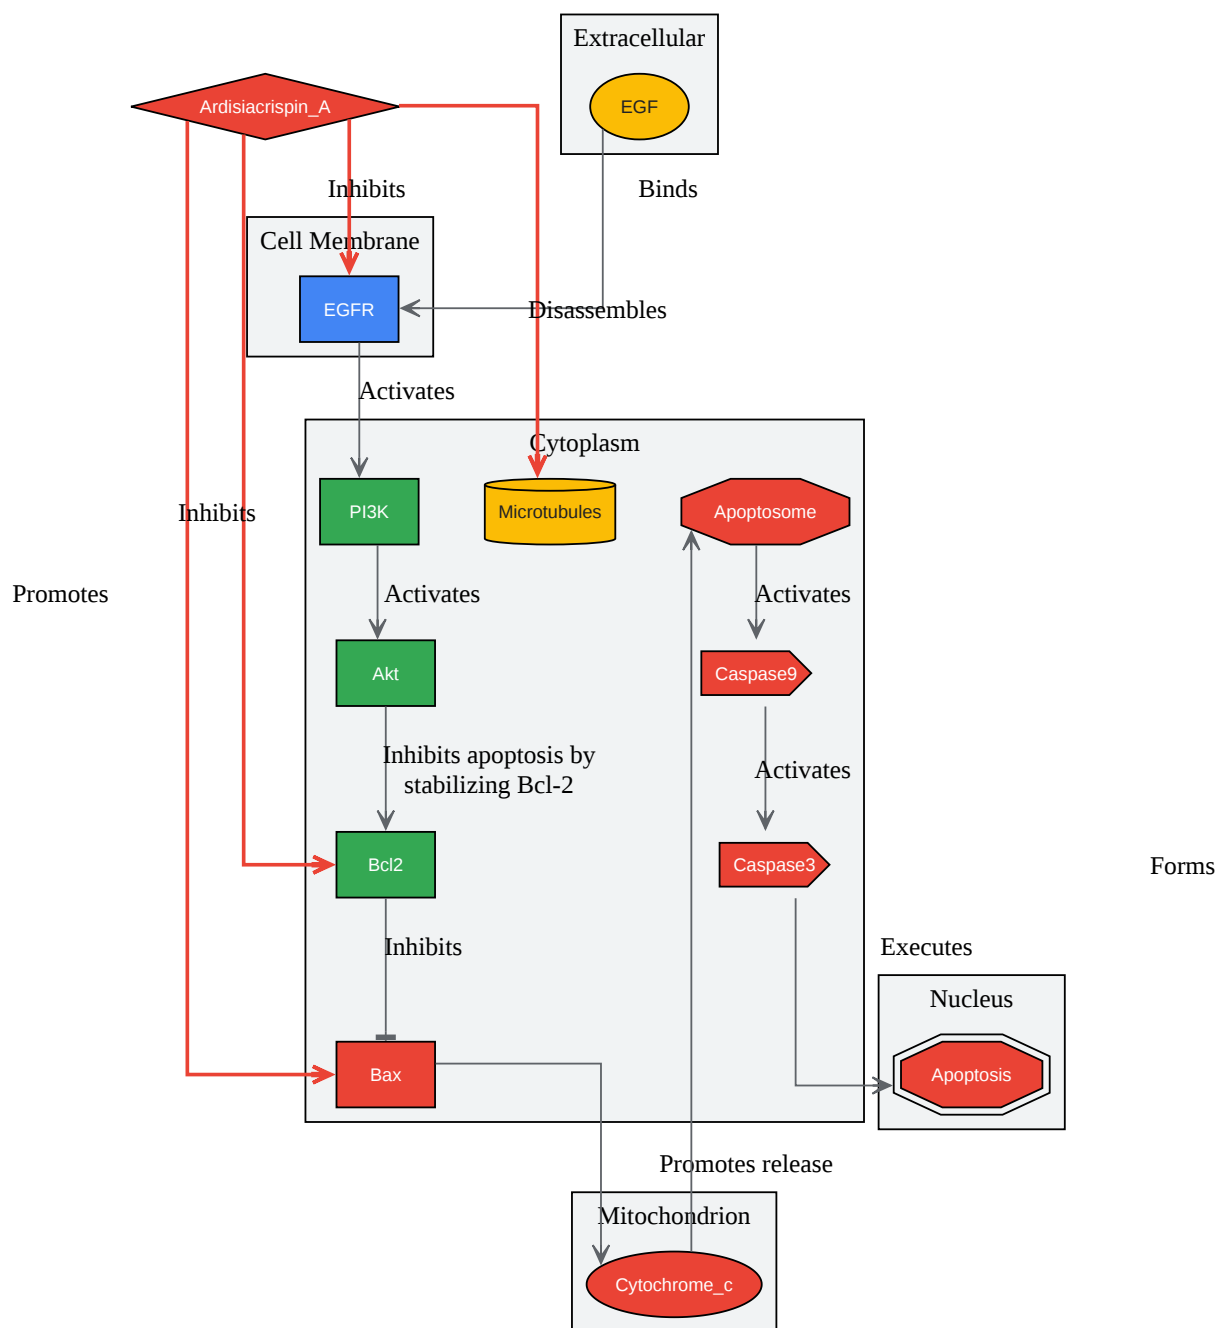 Extracellular
Ardisiacrispin_A
EGF
Inhibits
Binds
Cell Membrane
EGFR
Disassembles
Activates
Cytoplasm
PI3K
Microtubules
Apoptosome
Inhibits
Promotes
Activates
Activates
Akt
Caspase9
Inhibits apoptosis by
stabilizing Bcl-2
Activates
Bcl2
Caspase3
Forms
Inhibits
Executes
Nucleus
Bax
Apoptosis
Promotes release
Mitochondrion
Cytochrome_c